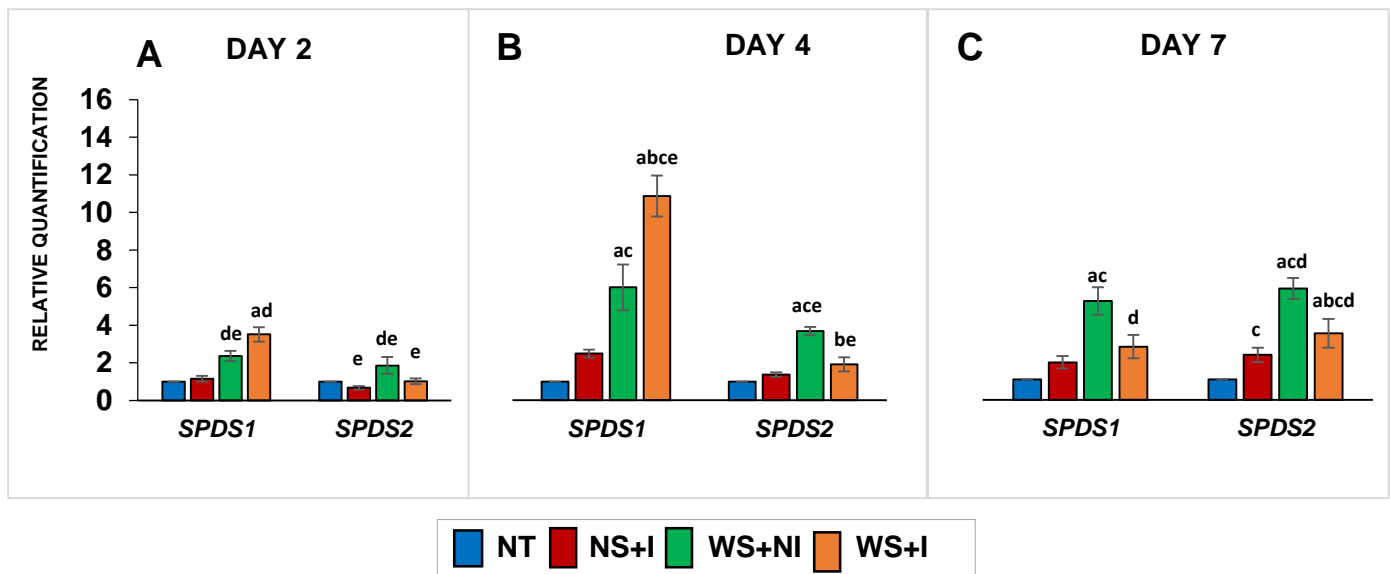 A DAY 2
B DAY 4
C DAY 7
RELATIVE QUANTIFICATION
16
14
12
10
8
6
4
2
0
de
ad
e
de
e
SPDS1
SPDS2
ac
abce
ace
be
SPDS1
SPDS2
ac
d
c
acd
abcd
SPDS1
SPDS2
NT NS+I WS+NI WS+I